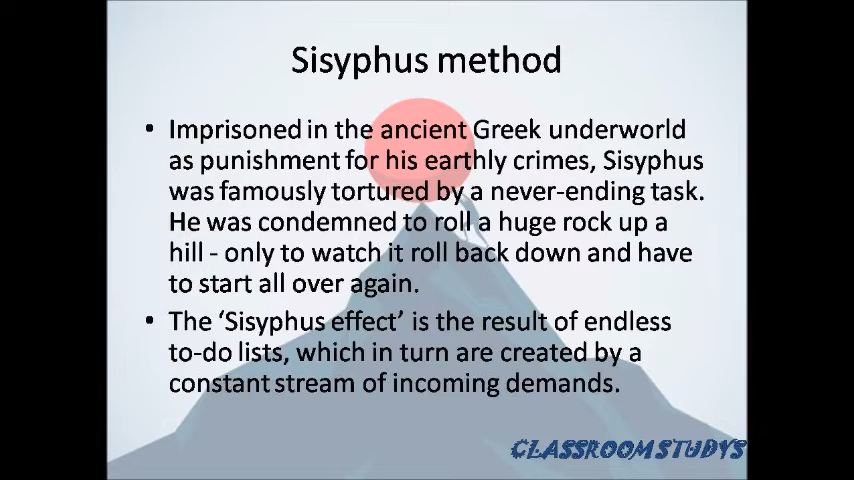 Sisyphus method
• Imprisoned in the ancient Greek underworld
as punishment for his earthly crimes, Sisyphus
was famously tortured by a never-ending task.
He was condemned to roll a huge rock up a
hill - only to watch it roll back down and have
to start all over again.
• The ‘Sisyphus effect’ is the result of endless
to-do lists, which in turn are created by a
constant stream of incoming demands.
CLASSROOM STUDYS